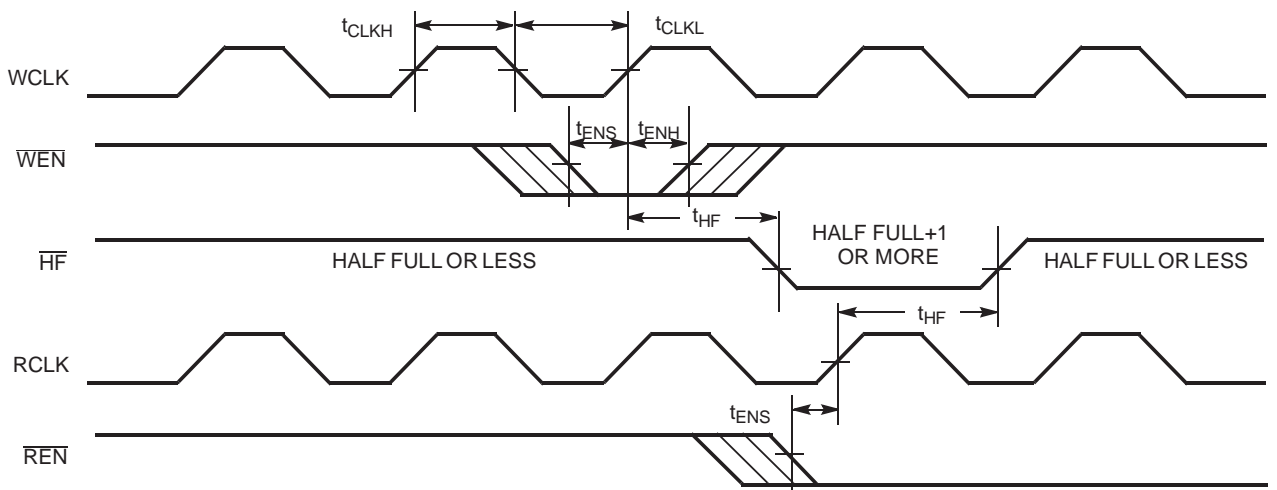 tCLKH tCLKL
WCLK
tENS tENH
WEN
tHF
HF
HALF FULL OR LESS
HALF FULL+1
OR MORE
HALF FULL OR LESS
tHF
RCLK
tENS
REN